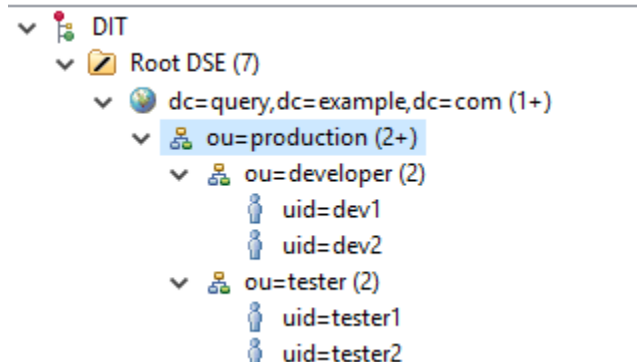 DIT
Root DSE (7)
dc=query,dc=example,dc=com (1+)
ou=production (2+)
ou=developer (2)
uid=dev1
uid=dev2
ou=tester (2)
uid=tester1
uid=tester2